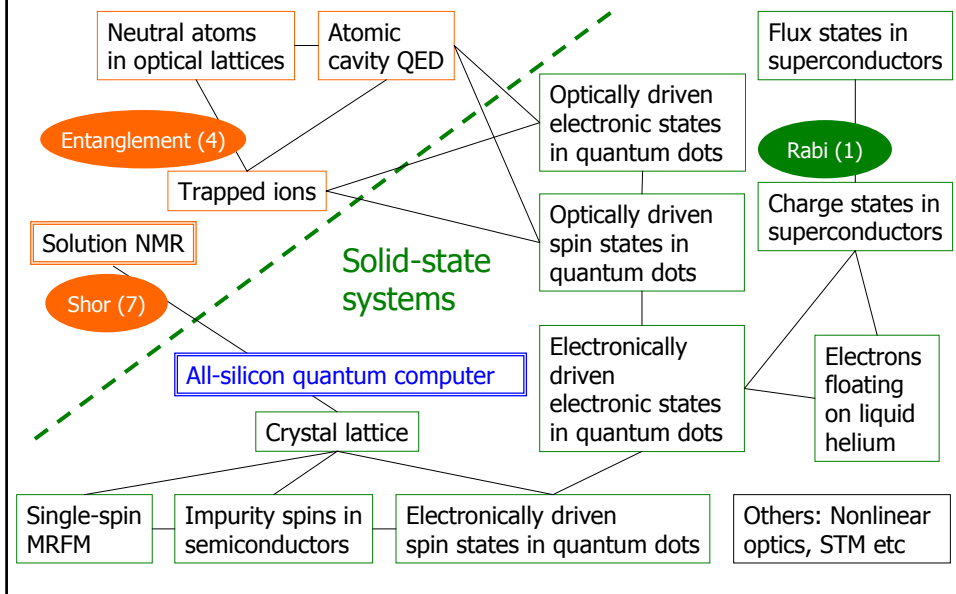 Neutral atoms
in optical lattices
Atomic
cavity QED
Flux states in
superconductors
Optically driven
electronic states
in quantum dots
Entanglement (4)
Rabi (1)
Trapped ions
Optically driven
spin states in
quantum dots
Charge states in
superconductors
Solution NMR
Solid-state
systems
Shor (7)
All-silicon quantum computer
Electronically
driven
electronic states
in quantum dots
Electrons
floating
on liquid
helium
Crystal lattice
Single-spin
MRFM
Impurity spins in
semiconductors
Electronically driven
spin states in quantum dots
Others: Nonlinear
optics, STM etc